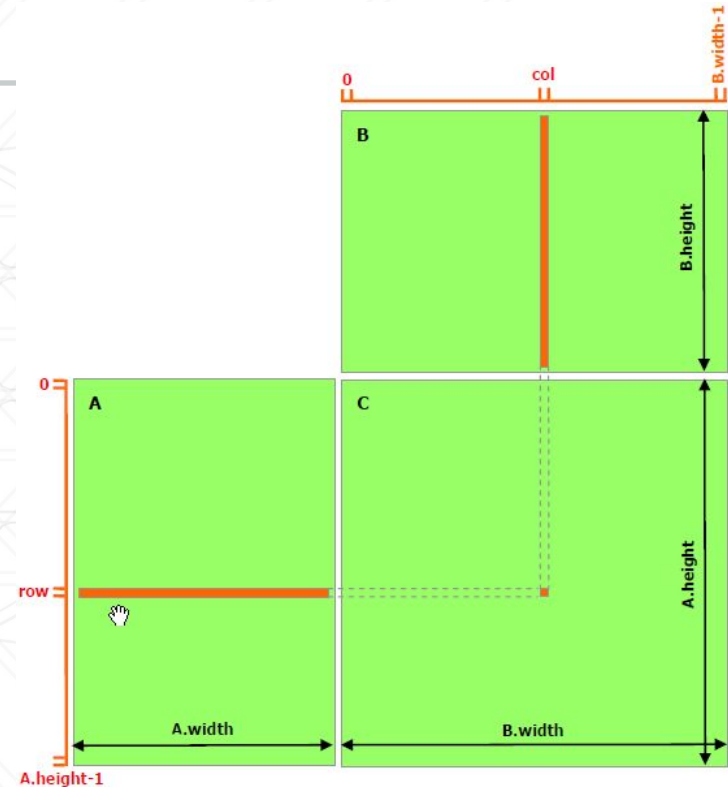 B.width-1
0
col
B
B.height
0
A
C
row
A.height
A.width
B.width
A.height-1